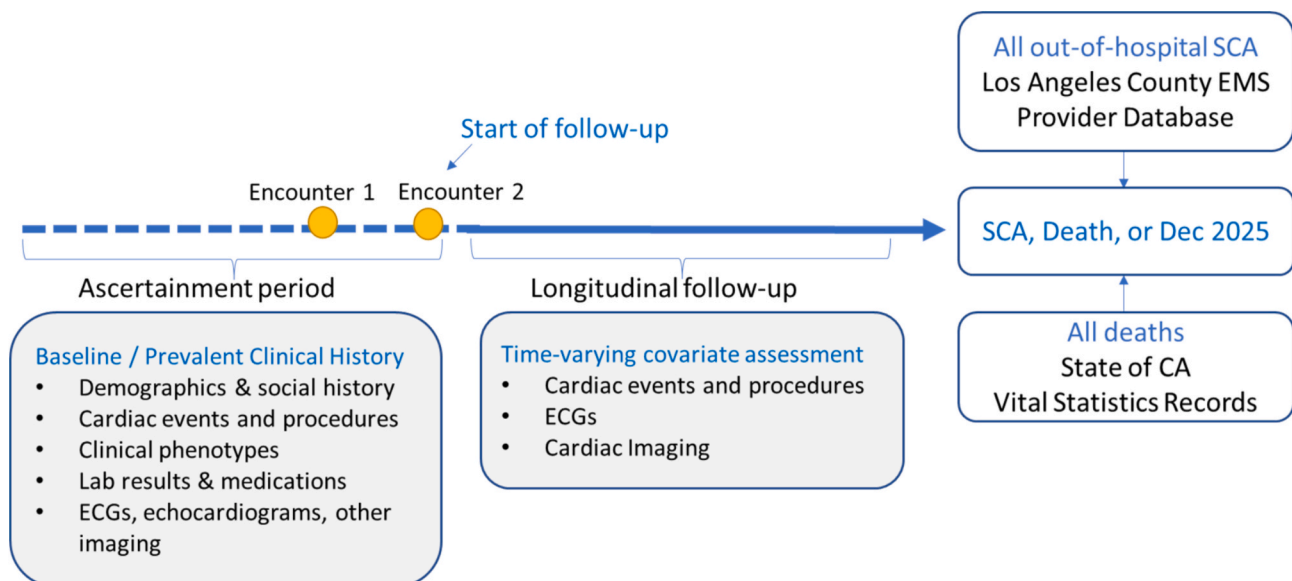 All out-of-hospital SCA
Los Angeles County EMS
Provider Database
Start of follow-up
Encounter 1
Encounter 2
SCA, Death, or Dec 2025
Ascertainment period
Longitudinal follow-up
Baseline / Prevalent Clinical History
• Demographics & social history
• Cardiac events and procedures
• Clinical phenotypes
• Lab results & medications
• ECGs, echocardiograms, other
imaging
Time-varying covariate assessment
• Cardiac events and procedures
• ECGs
• Cardiac Imaging
All deaths
State of CA
Vital Statistics Records